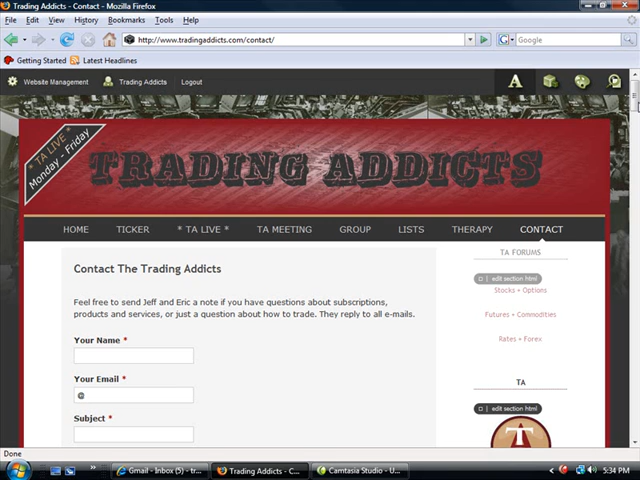 Trading Addicts - Contact - Mozilla Firefox
File Edit View History Bookmarks Tools Help
http://www.tradingaddicts.com/contact/
Google
Getting Started Latest Headlines
Website Management Trading Addicts Logout
A
* TA LIVE *
Monday - Friday
TRADING ADDICTS
HOME TICKER * TA LIVE * TA MEETING GROUP LISTS THERAPY CONTACT
Contact The Trading Addicts
Feel free to send Jeff and Eric a note if you have questions about subscriptions,
products and services, or just a question about how to trade. They reply to all e-mails.
Your Name *
Your Email *
@
Subject *
TA FORUMS
edit section html
Stocks + Options
Futures + Commodities
Rates + Forex
TA
edit section html
T
Done
Gmail - Inbox (5) - tr... Trading Addicts - C... Camtasia Studio - U...
5:34 PM